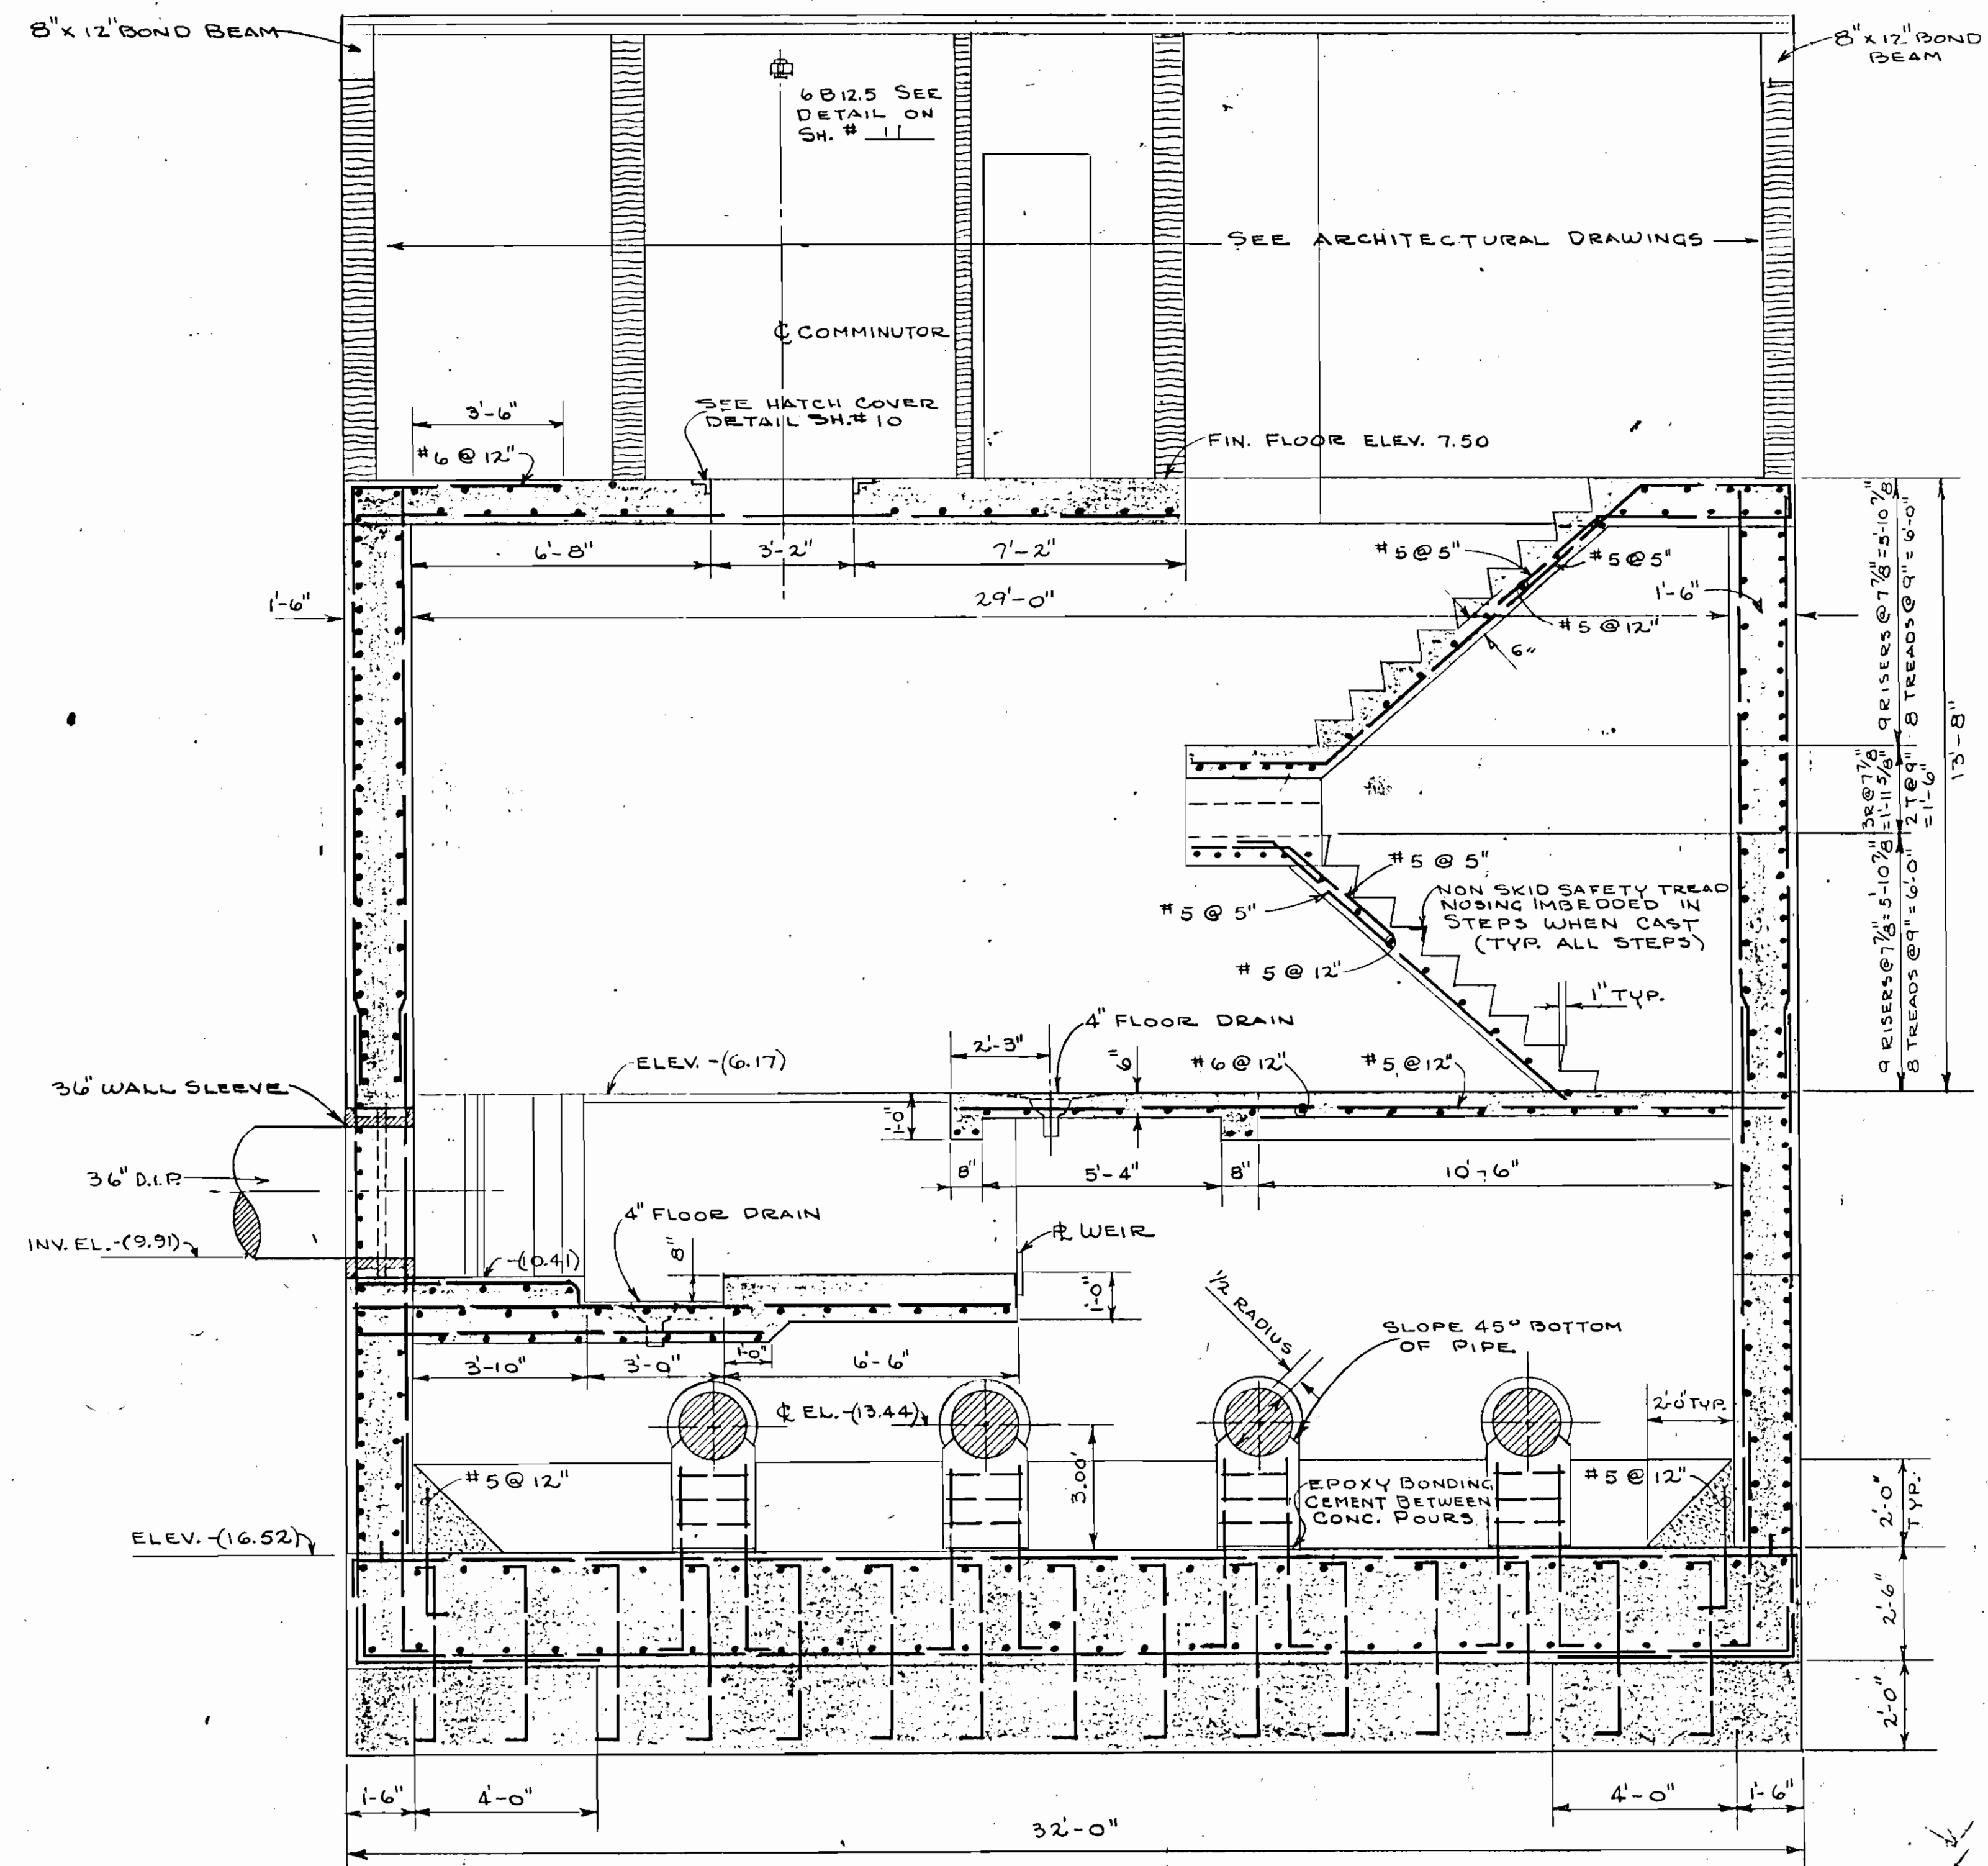 8" X 12" BOND BEAM
8" X 12" BOND
BEAM
6 B 12.5 SEE
DETAIL ON
SH. # 11
SEE ARCHITECTURAL DRAWINGS
℄ COMMINUTOR
3'-6"
SEE HATCH COVER
DETAIL SH.# 10
#6 @ 12"
FIN. FLOOR ELEV. 7.50
6'-8"
3'-2"
7'-2"
#5@5"
#5@5"
1'-6"
29'-0"
1'-6"
#5 @12"
6"
9 RISERS @ 7 7/8"=5'-10 7/8"
8 TREADS @ 9" = 6'-0"
3R@7 7/8
=1'-11 5/8"
2 T@9"
=1'-6"
13'-8"
9 RISERS@7 7/8"=5'-10 7/8"
8 TREADS @9"=6'-0"
#5 @ 5"
#5 @ 5"
NON SKID SAFETY TREAD
NOSING IMBEDDED IN
STEPS WHEN CAST
(TYP. ALL STEPS)
#5 @ 12"
1" TYP.
4" FLOOR DRAIN
2'-3"
ELEV. -(6.17)
6"
#6@12"
#5@12"
36" WALL SLEEVE
1'-0"
36" D.I.P.
8"
5'-4"
8"
10'-6"
4" FLOOR DRAIN
℄ WEIR
INV. EL.-(9.91)
-(10.41)
8"
1'-0"
1/2 RADIUS
SLOPE 45° BOTTOM
OF PIPE
3'-10"
3'-0"
1'-0"
6'-6"
℄ EL.-(13.44)
2'-0" TYP.
3.00'
#5 @ 12"
EPOXY BONDING
CEMENT BETWEEN
CONC. POURS
#5 @ 12"
2'-0"
TYP.
ELEV. -(16.52)
2'-6"
2'-0"
1'-6"
4'-0"
4'-0"
1'-6"
32'-0"